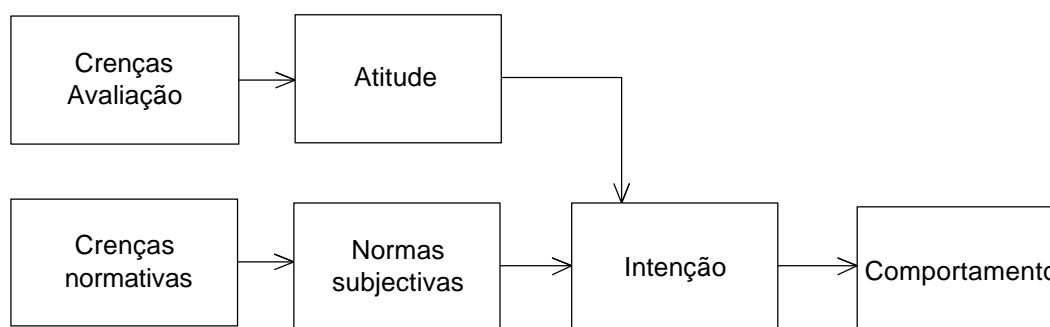 Crenças
Avaliação
Atitude
Crenças
normativas
Normas
subjectivas
Intenção
Comportamento